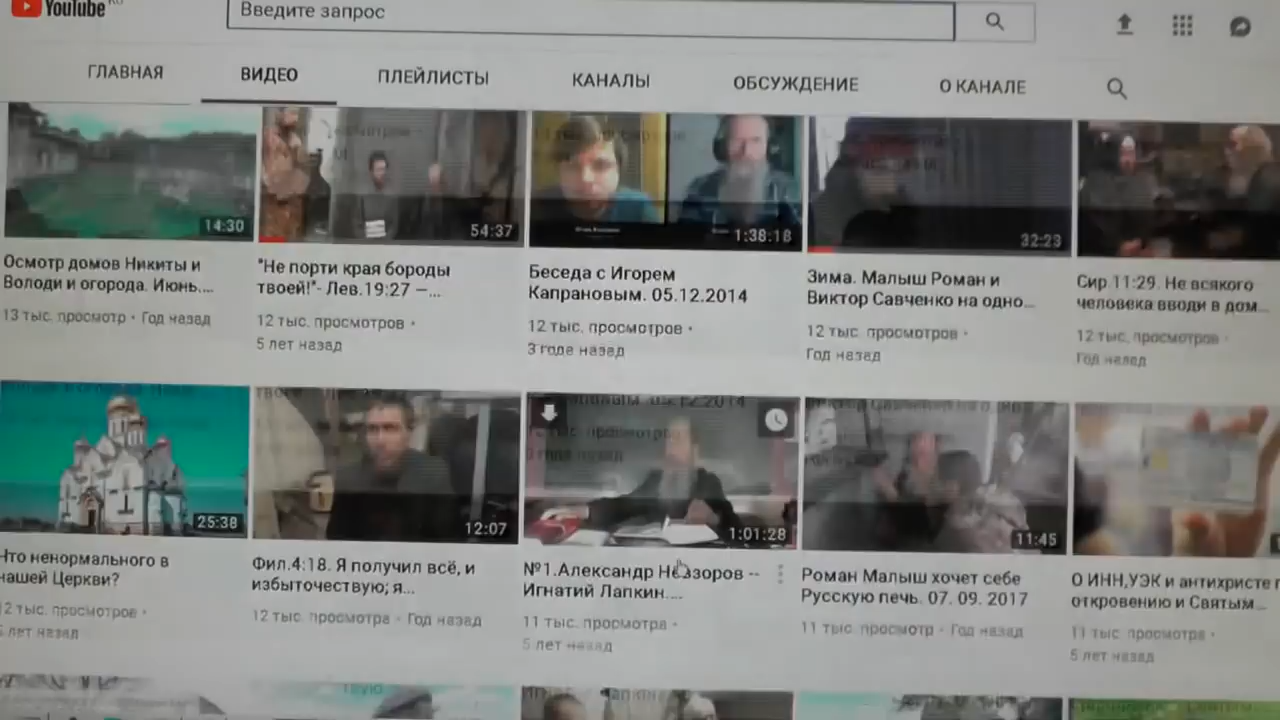 YouTube RU
Введите запрос
ГЛАВНАЯ
ВИДЕО
ПЛЕЙЛИСТЫ
КАНАЛЫ
ОБСУЖДЕНИЕ
О КАНАЛЕ
14:30
54:37
1:38:18
32:23
Осмотр домов Никиты и
Володи и огорода. Июнь....
13 тыс. просмотр • Год назад
"Не порти края бороды
твоей!"- Лев.19:27 –...
12 тыс. просмотров •
5 лет назад
Беседа с Игорем
Капрановым. 05.12.2014
12 тыс. просмотров •
3 года назад
Зима. Малыш Роман и
Виктор Савченко на одно...
12 тыс. просмотров •
Год назад
Сир.11:29. Не всякого
человека вводи в дом...
12 тыс. просмотров •
Год назад
25:38
12:07
1:01:28
11:45
Что ненормального в
нашей Церкви?
12 тыс. просмотров •
5 лет назад
Фил.4:18. Я получил всё, и
избыточествую; я...
12 тыс. просмотра • Год назад
№1.Александр Невзоров --
Игнатий Лапкин....
11 тыс. просмотра •
5 лет назад
Роман Малыш хочет себе
Русскую печь. 07. 09. 2017
11 тыс. просмотр • Год назад
О ИНН,УЭК и антихристе п
откровению и Святым...
11 тыс. просмотра •
5 лет назад